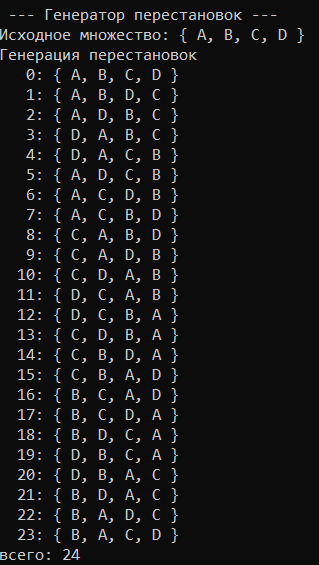 --- Генератор перестановок ---
Исходное множество: { A, B, C, D }
Генерация перестановок
0: { A, B, C, D }
1: { A, B, D, C }
2: { A, D, B, C }
3: { D, A, B, C }
4: { D, A, C, B }
5: { A, D, C, B }
6: { A, C, D, B }
7: { A, C, B, D }
8: { C, A, B, D }
9: { C, A, D, B }
10: { C, D, A, B }
11: { D, C, A, B }
12: { D, C, B, A }
13: { C, D, B, A }
14: { C, B, D, A }
15: { C, B, A, D }
16: { B, C, A, D }
17: { B, C, D, A }
18: { B, D, C, A }
19: { D, B, C, A }
20: { D, B, A, C }
21: { B, D, A, C }
22: { B, A, D, C }
23: { B, A, C, D }
всего: 24